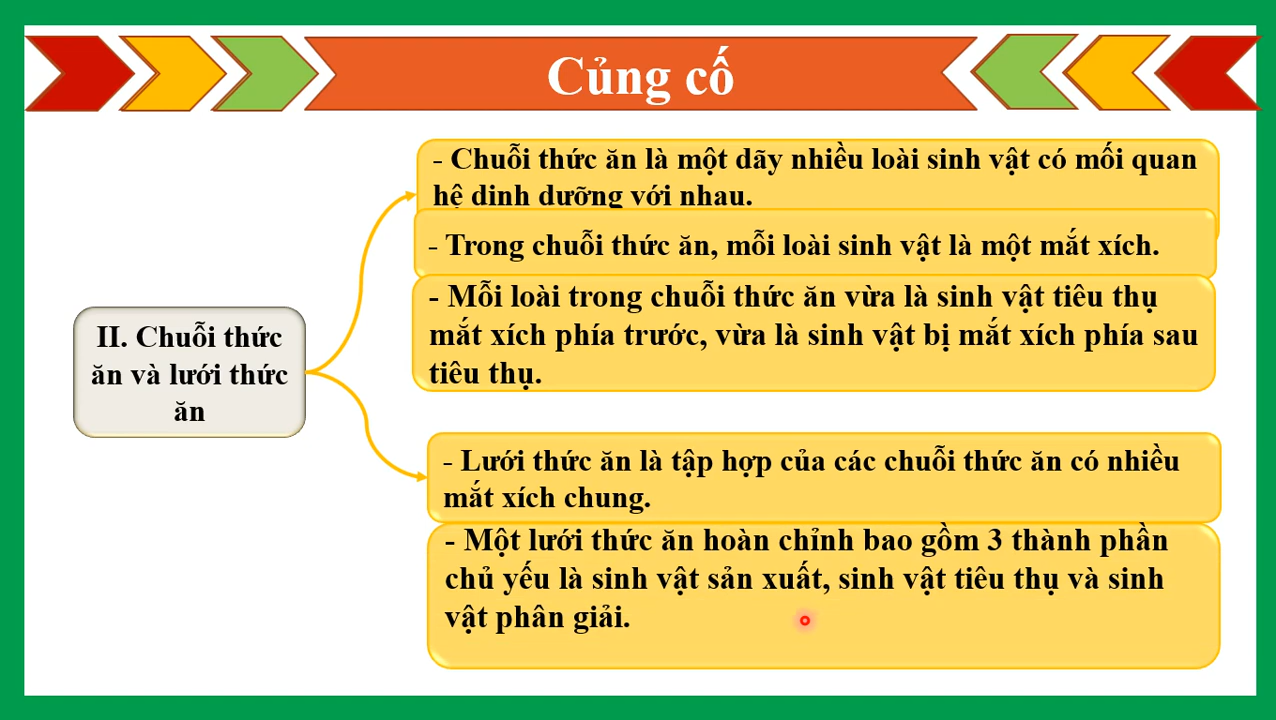 Củng cố
- Chuỗi thức ăn là một dãy nhiều loài sinh vật có mối quan
hệ dinh dưỡng với nhau.
- Trong chuỗi thức ăn, mỗi loài sinh vật là một mắt xích.
- Mỗi loài trong chuỗi thức ăn vừa là sinh vật tiêu thụ
mắt xích phía trước, vừa là sinh vật bị mắt xích phía sau
tiêu thụ.
II. Chuỗi thức
ăn và lưới thức
ăn
- Lưới thức ăn là tập hợp của các chuỗi thức ăn có nhiều
mắt xích chung.
- Một lưới thức ăn hoàn chỉnh bao gồm 3 thành phần
chủ yếu là sinh vật sản xuất, sinh vật tiêu thụ và sinh
vật phân giải.